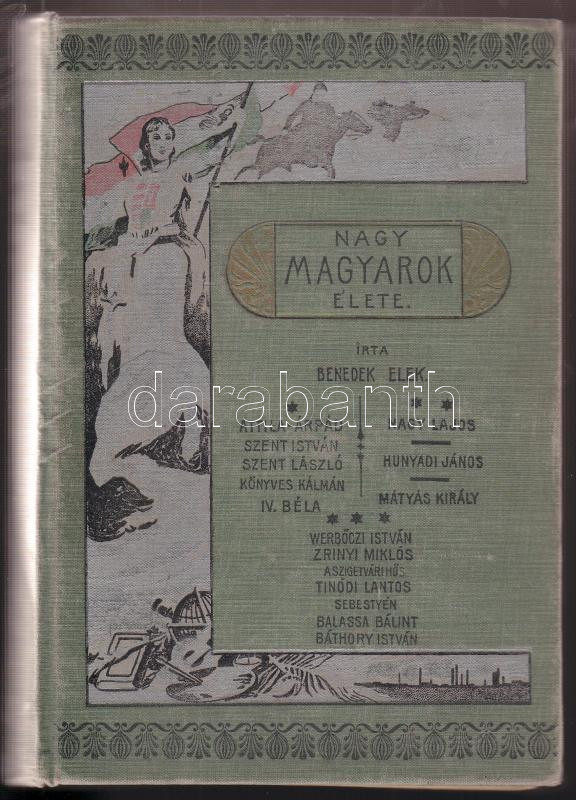 NAGY
MAGYAROK
ÉLETE.
ÍRTA
BENEDEK ELEK.
ATTILA ÁRPÁD
SZENT ISTVÁN
SZENT LÁSZLÓ
KÖNYVES KÁLMÁN
IV. BÉLA
NAGY LAJOS
HUNYADI JÁNOS
MÁTYÁS KIRÁLY
WERBŐCZI ISTVÁN
ZRINYI MIKLÓS
A SZIGETVÁRI HŐS
TINÓDI LANTOS
SEBESTYÉN
BALASSA BÁLINT
BÁTHORY ISTVÁN
darabanth